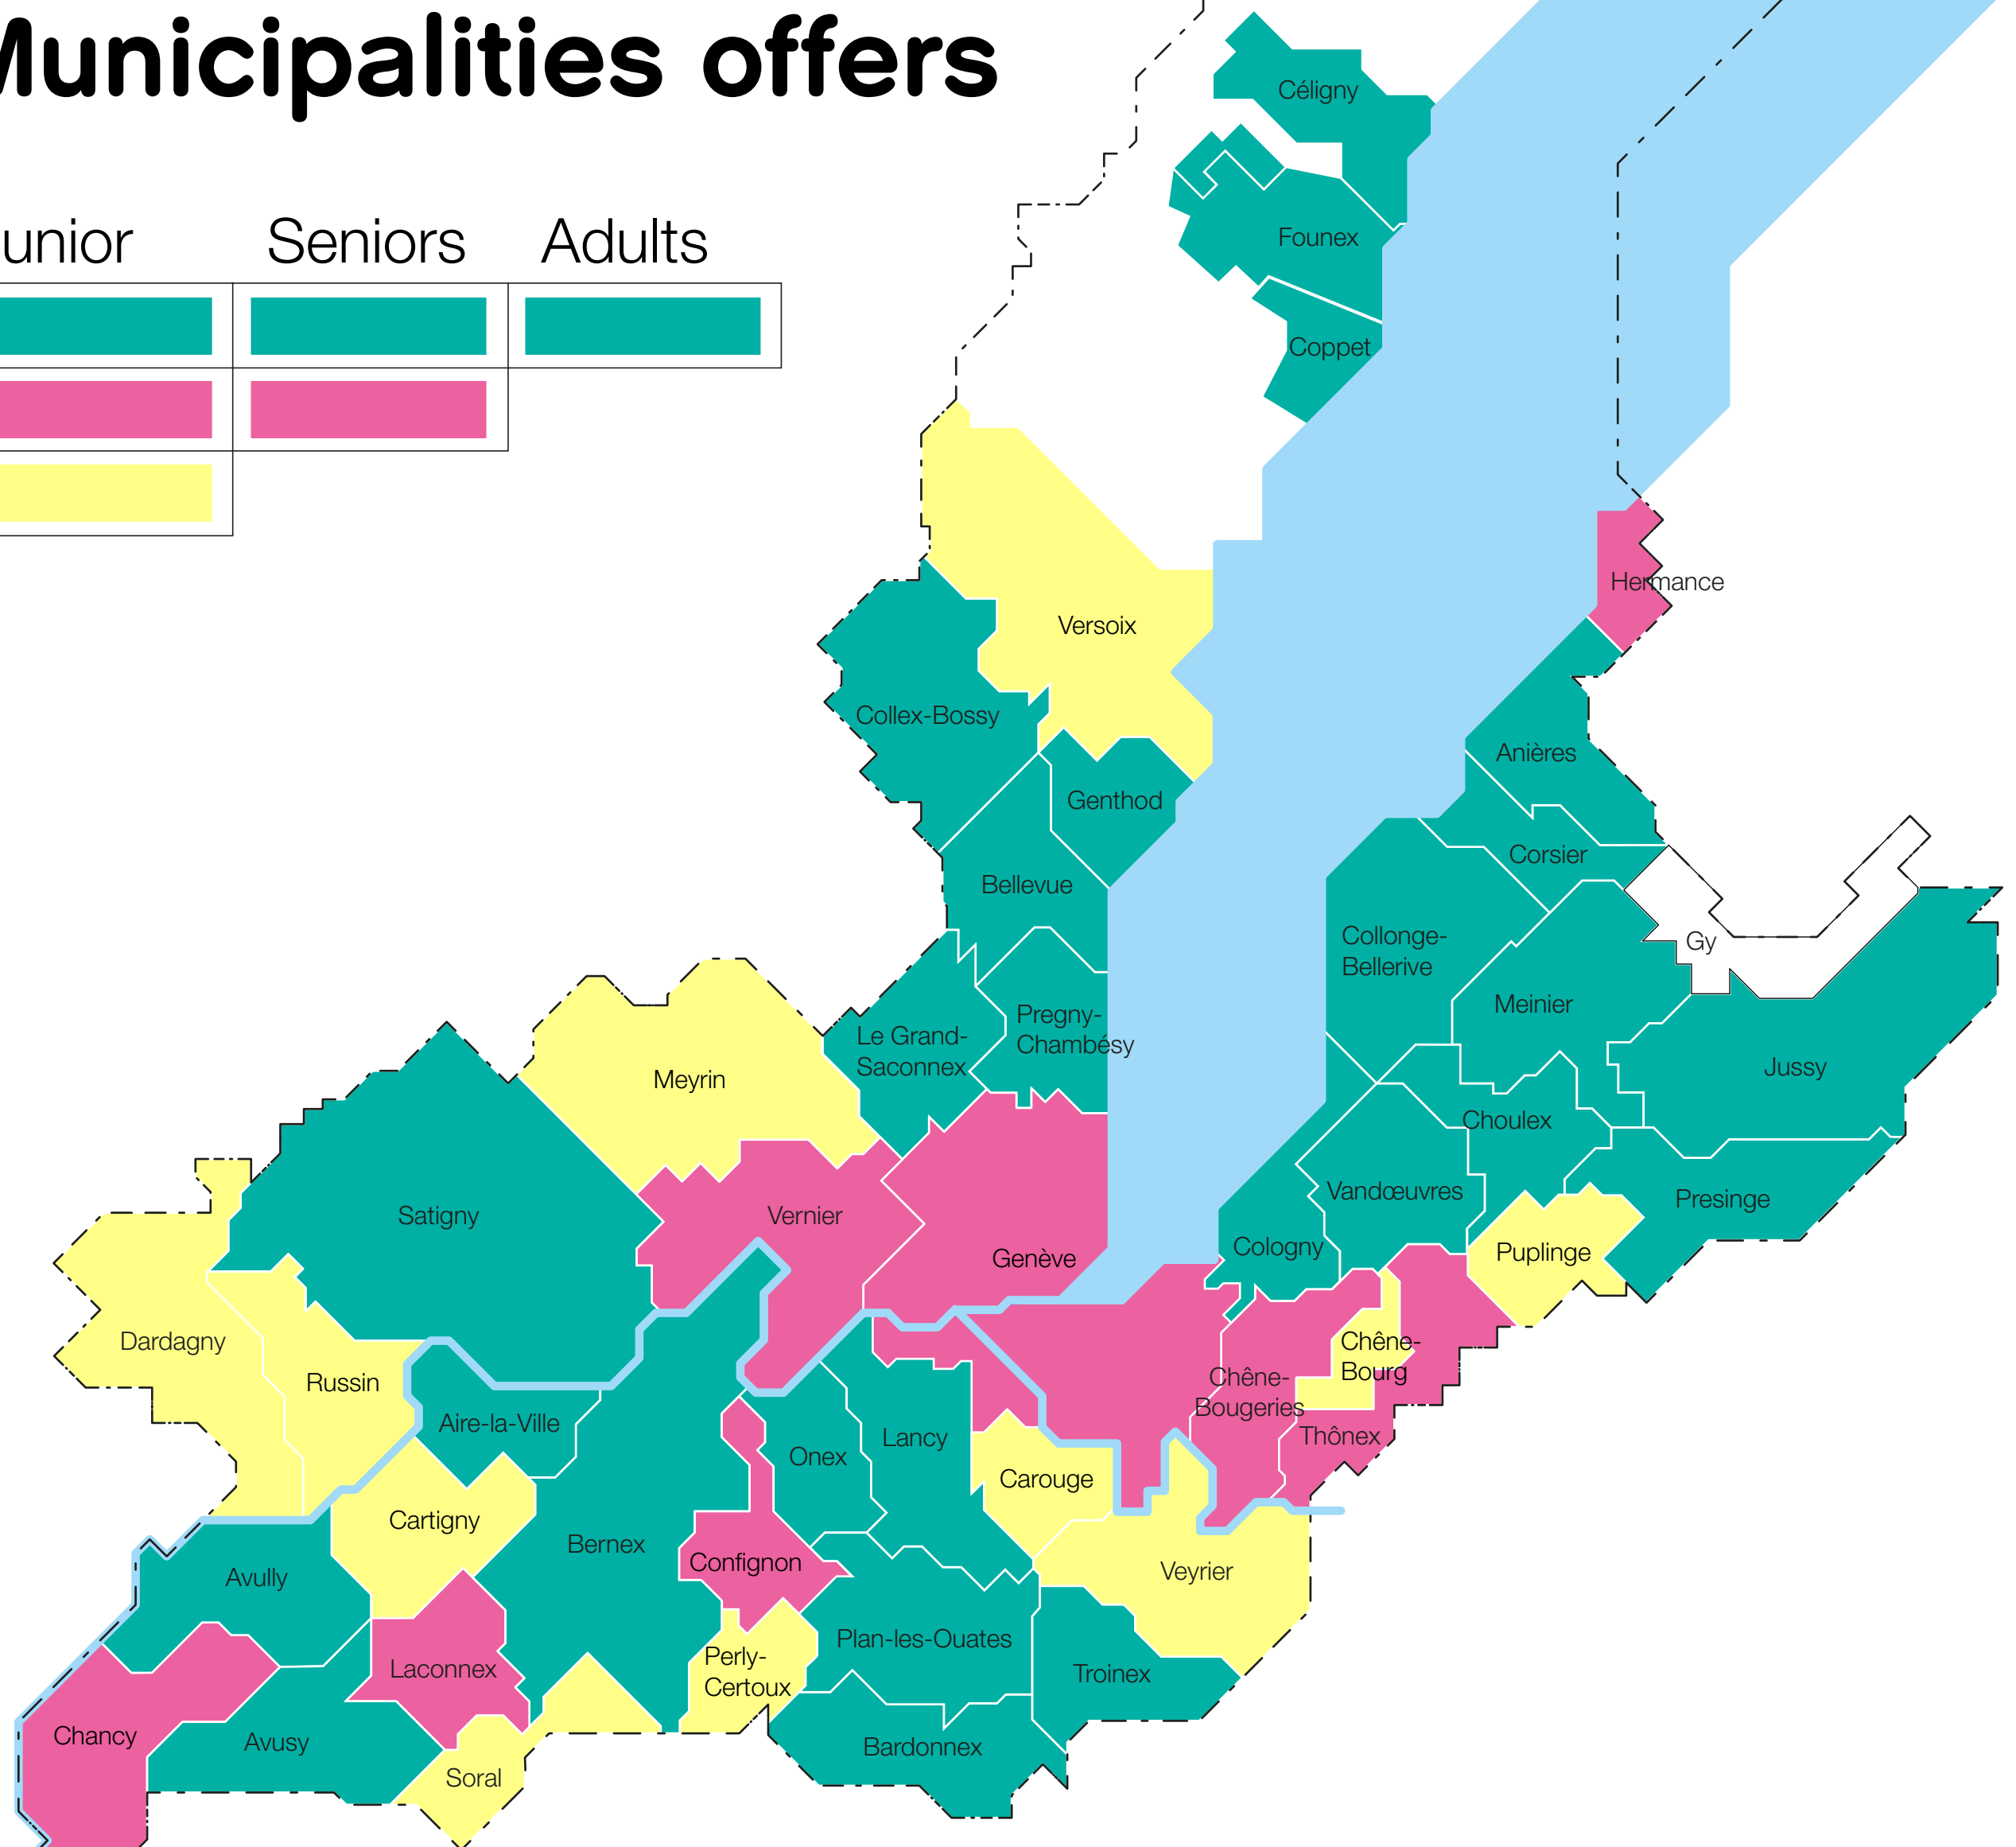 Municipalities offers
unior Seniors Adults
Céligny
Founex
Coppet
Hermance
Versoix
Collex-Bossy
Anières
Genthod
Corsier
Bellevue
Collonge-
Bellerive
Gy
Meinier
Pregny-
Chambésy
Le Grand-
Saconnex
Jussy
Meyrin
Choulex
Vandœuvres
Presinge
Satigny
Vernier
Cologny
Puplinge
Genève
Dardagny
Chêne-
Bourg
Russin
Chêne-
Bougeries
Aire-la-Ville
Thônex
Lancy
Onex
Carouge
Cartigny
Bernex
Confignon
Veyrier
Avully
Plan-les-Ouates
Perly-
Certoux
Laconnex
Troinex
Chancy
Avusy
Bardonnex
Soral